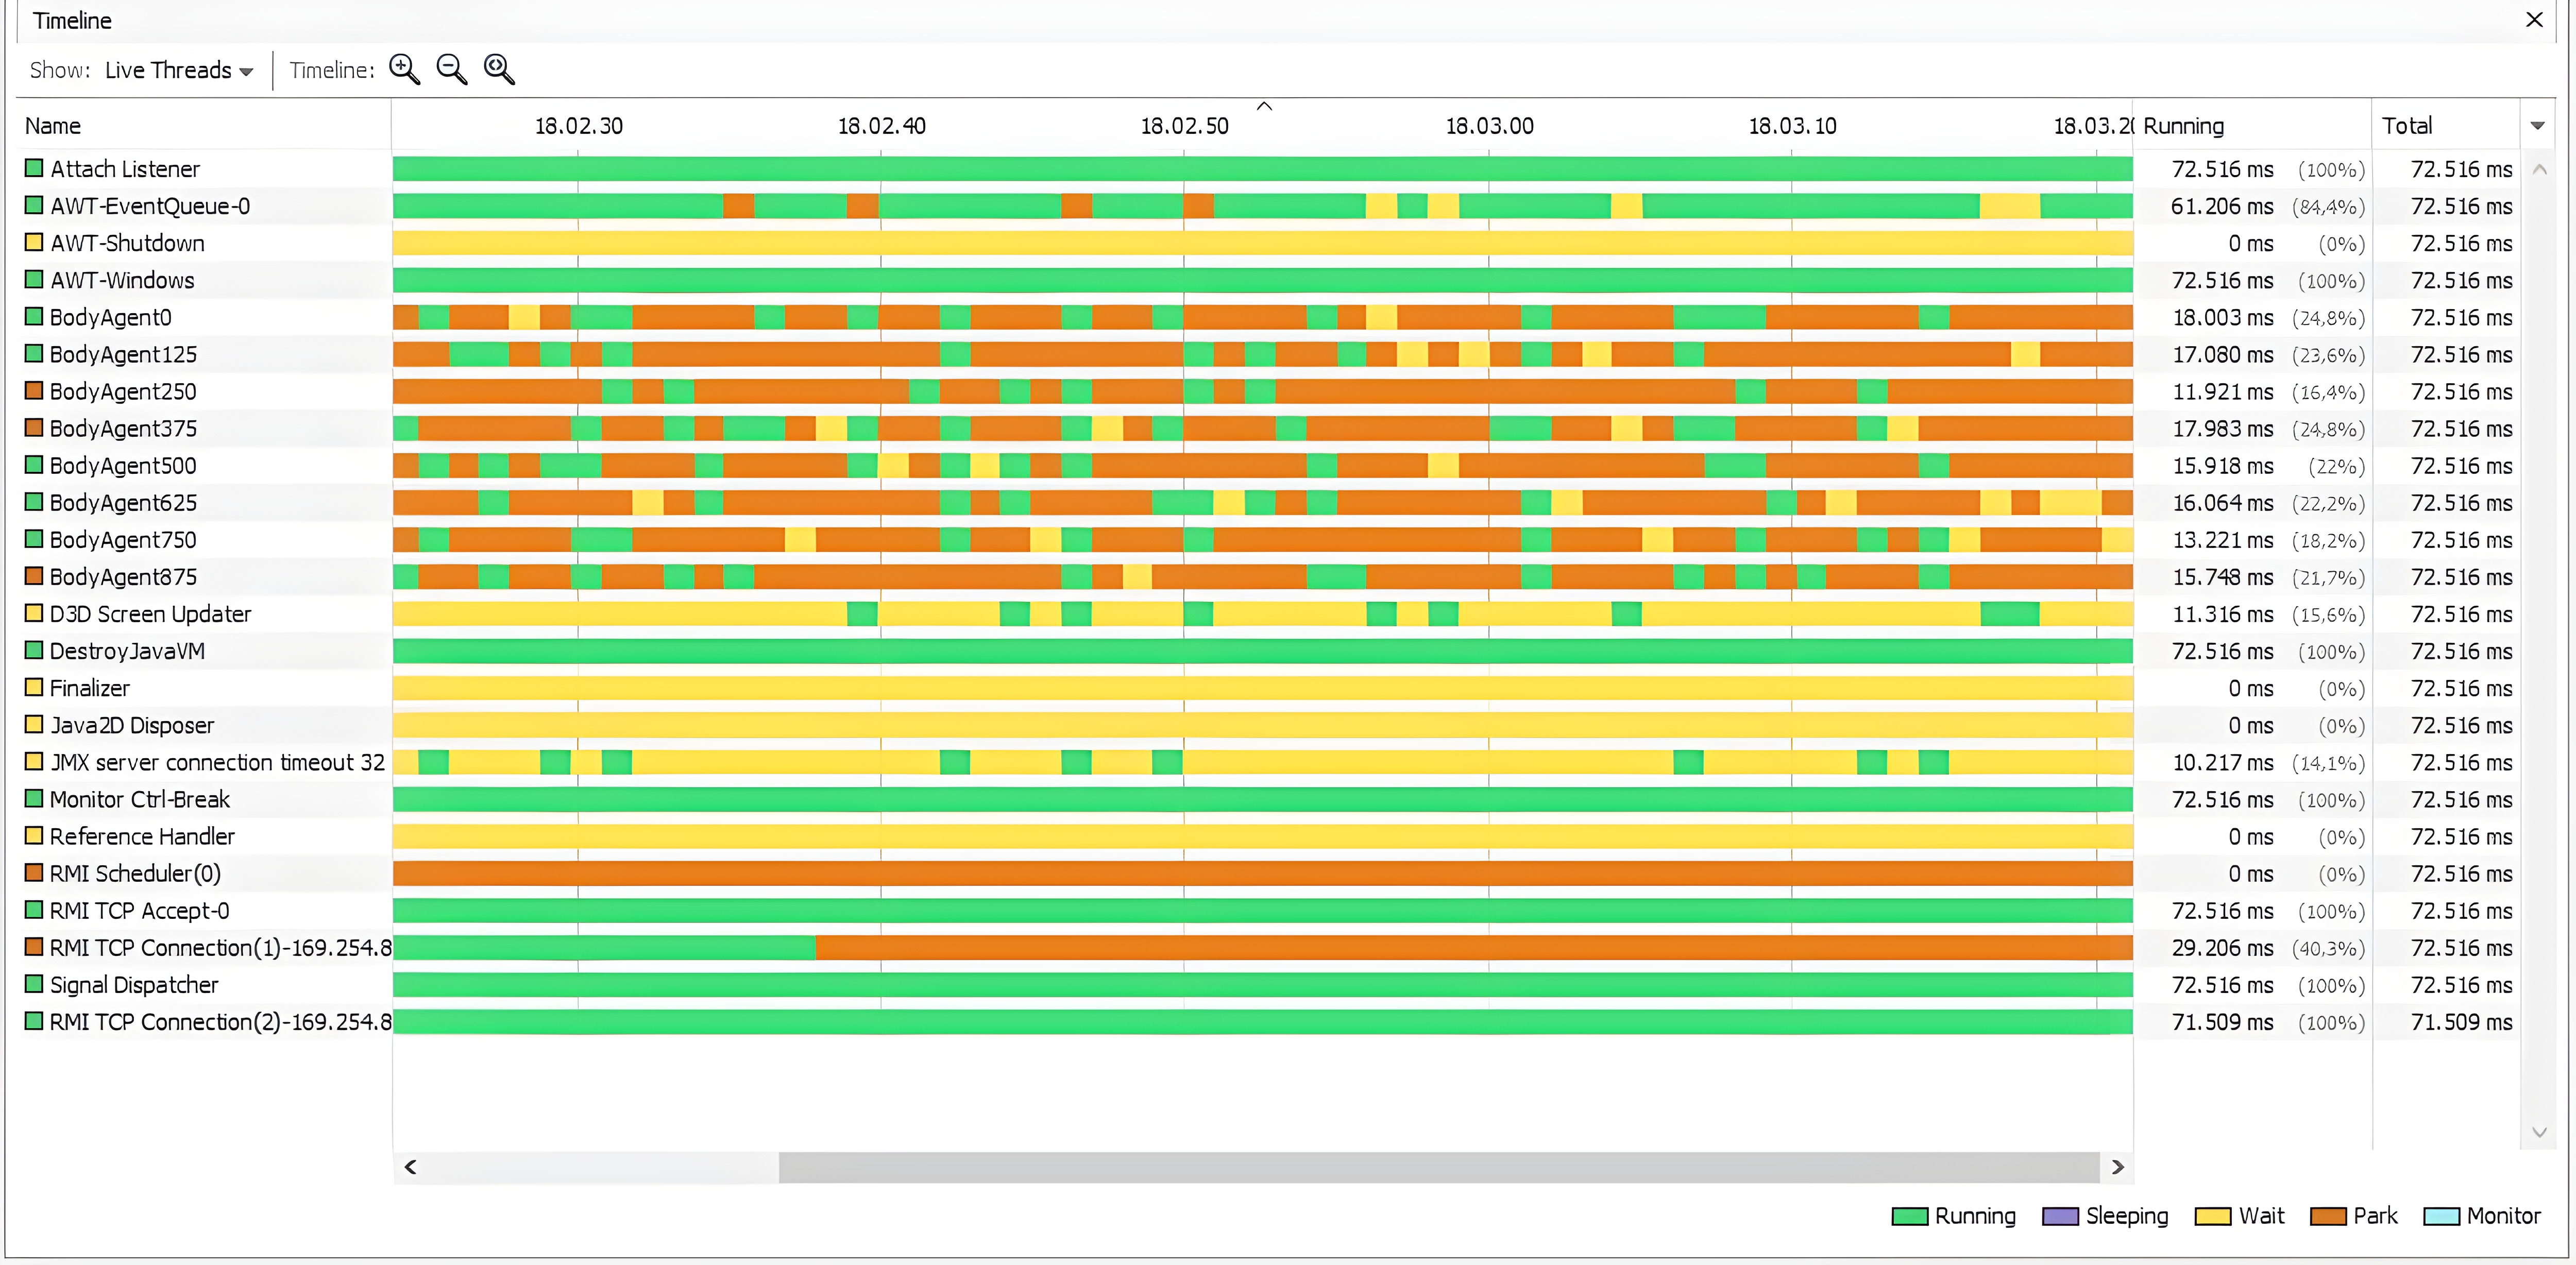 Timeline
Show: Live Threads Timeline:
Name 18.02.30 18.02.40 18.02.50 18.03.00 18.03.10 18.03.20 Running Total
Attach Listener 72.516 ms (100%) 72.516 ms
AWT-EventQueue-0 61.206 ms (84,4%) 72.516 ms
AWT-Shutdown 0 ms (0%) 72.516 ms
AWT-Windows 72.516 ms (100%) 72.516 ms
BodyAgent0 18.003 ms (24,8%) 72.516 ms
BodyAgent125 17.080 ms (23,6%) 72.516 ms
BodyAgent250 11.921 ms (16,4%) 72.516 ms
BodyAgent375 17.983 ms (24,8%) 72.516 ms
BodyAgent500 15.918 ms (22%) 72.516 ms
BodyAgent625 16.064 ms (22,2%) 72.516 ms
BodyAgent750 13.221 ms (18,2%) 72.516 ms
BodyAgent875 15.748 ms (21,7%) 72.516 ms
D3D Screen Updater 11.316 ms (15,6%) 72.516 ms
DestroyJavaVM 72.516 ms (100%) 72.516 ms
Finalizer 0 ms (0%) 72.516 ms
Java2D Disposer 0 ms (0%) 72.516 ms
JMX server connection timeout 32 10.217 ms (14,1%) 72.516 ms
Monitor Ctrl-Break 72.516 ms (100%) 72.516 ms
Reference Handler 0 ms (0%) 72.516 ms
RMI Scheduler(0) 0 ms (0%) 72.516 ms
RMI TCP Accept-0 72.516 ms (100%) 72.516 ms
RMI TCP Connection(1)-169.254.8 29.206 ms (40,3%) 72.516 ms
Signal Dispatcher 72.516 ms (100%) 72.516 ms
RMI TCP Connection(2)-169.254.8 71.509 ms (100%) 71.509 ms
Running Sleeping Wait Park Monitor